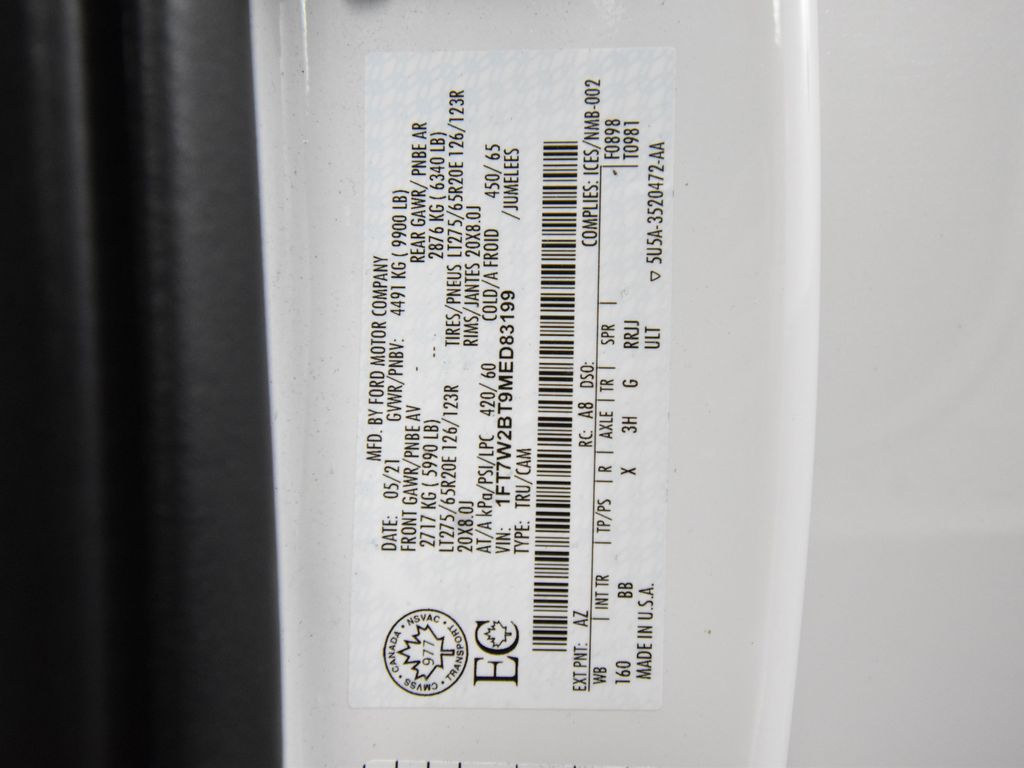 MFD. BY FORD MOTOR COMPANY
DATE: 05/21 GVWR/PNBV: 4491 KG ( 9900 LB)
FRONT GAWR/PNBE AV REAR GAWR/ PNBE AR
2717 KG ( 5990 LB) 2876 KG ( 6340 LB)
LT275/65R20E 126/123R TIRES/PNEUS LT275/65R20E 126/123R
20X8.0J RIMS/JANTES 20X8.0J
AT/A kPa/PSI/LPC 420/ 60 COLD/A FROID 450/ 65
VIN: 1FT7W2BT9MED83199 /JUMELEES
TYPE: TRU/CAM
CANADA · NSVAC · TRANSPORT · CMVSS ·
977
EC
EXT PNT: AZ RC: A8 DSO: COMPLIES: ICES/NMB-002
WB | INT TR | TP/PS | R | AXLE | TR | SPR | F0898
160 BB X 3H G RRJJ T0981
MADE IN U.S.A. ULT ▽ 5U5A-3520472-AA